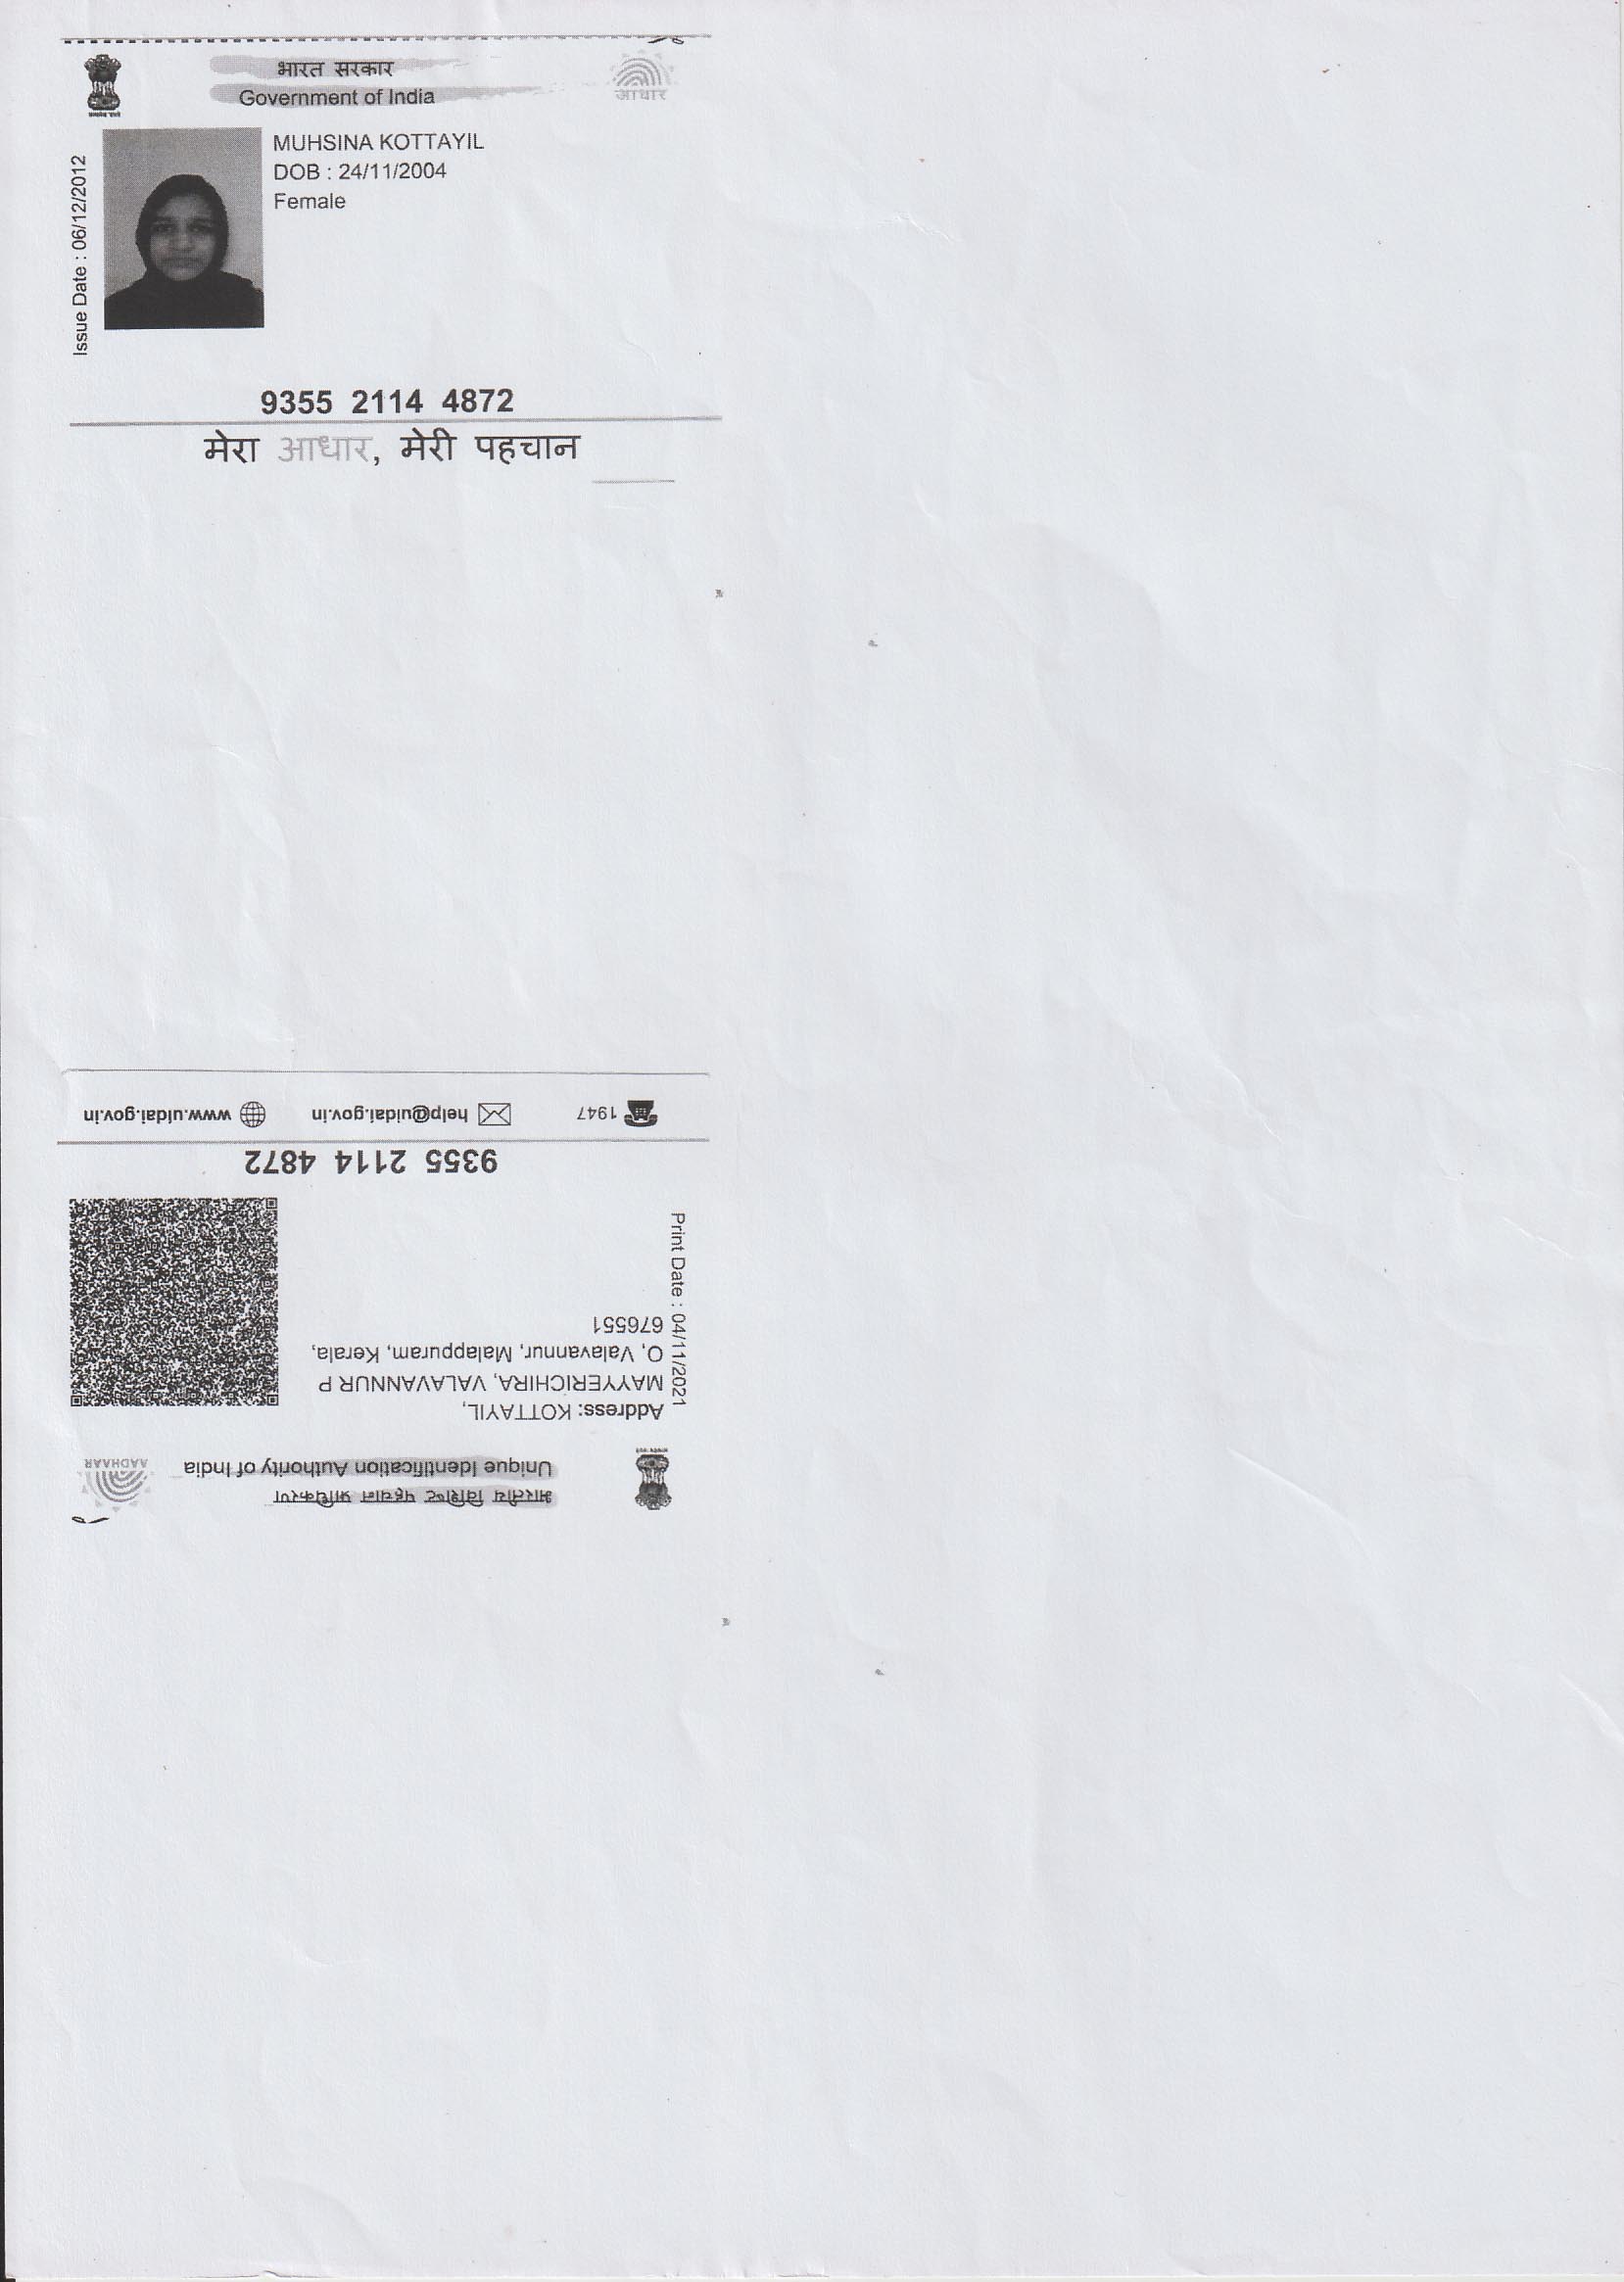 भारत सरकार
Government of India
आधार
Issue Date : 06/12/2012
MUHSINA KOTTAYIL
DOB : 24/11/2004
Female
9355 2114 4872
मेरा आधार, मेरी पहचान
भारतीय विशिष्ट पहचान प्राधिकरण
Unique Identification Authority of India
AADHAAR
Address: KOTTAYIL,
MAYYERICHIRA, VALAVANNUR P
O, Valavannur, Malappuram, Kerala,
676551
Print Date : 04/11/2021
9355 2114 4872
1947
help@uidai.gov.in
www.uidai.gov.in